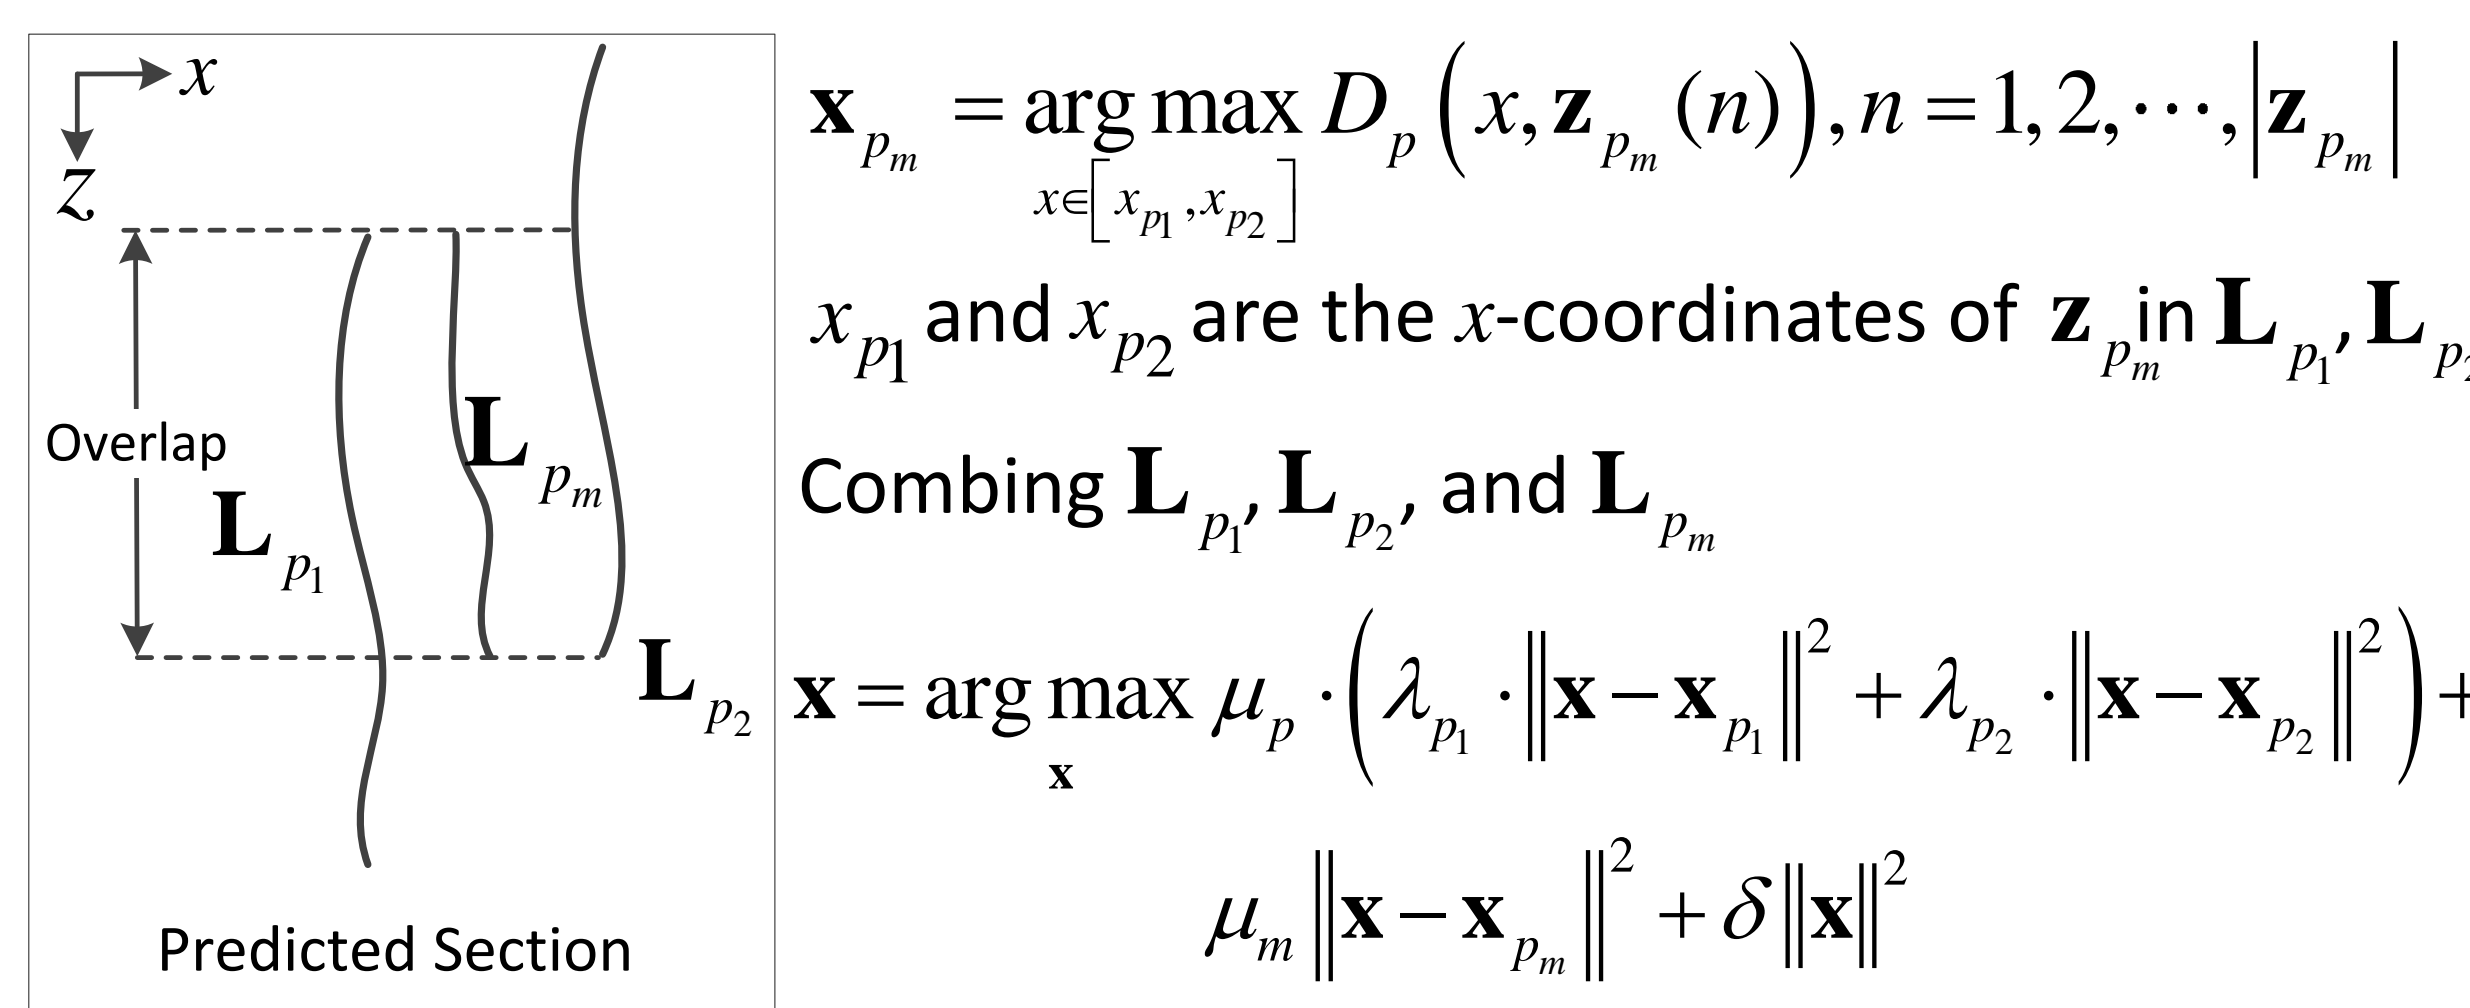 x
z
Overlap
L_{p_1}
L_{p_m}
L_{p_2}
Predicted Section
x_{p_m} = arg max_{x∈[x_{p_1}, x_{p_2}]} D_p (x, z_{p_m} (n)), n = 1, 2, ⋯, |z_{p_m}|
x_{p_1} and x_{p_2} are the x-coordinates of z_{p_m} in L_{p_1}, L_{p_2}
Combing L_{p_1}, L_{p_2}, and L_{p_m}
x = arg max_x μ_p · (λ_{p_1} · ‖x − x_{p_1}‖² + λ_{p_2} · ‖x − x_{p_2}‖²) +
μ_m ‖x − x_{p_m}‖² + δ‖x‖²